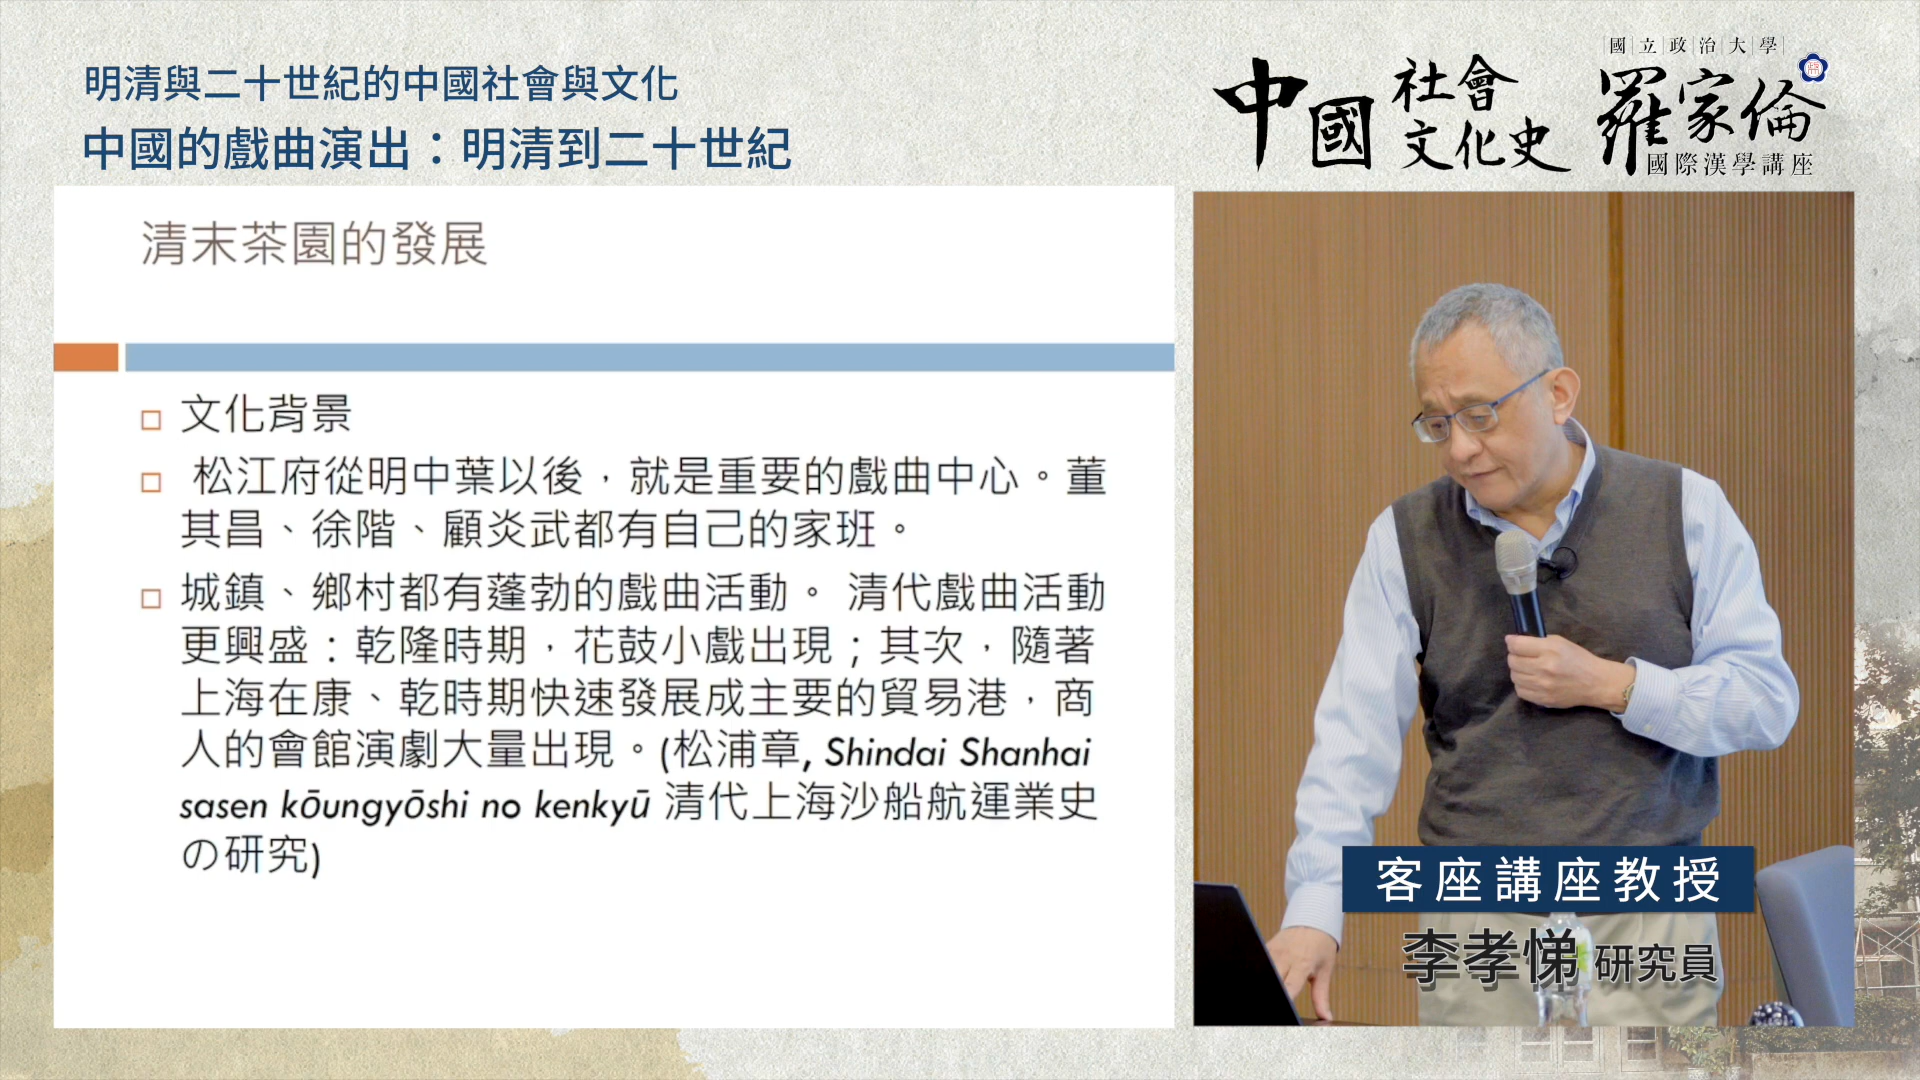 明清與二十世紀的中國社會與文化
中國的戲曲演出：明清到二十世紀
中國社會文化史
國立政治大學
羅家倫
國際漢學講座
清末茶園的發展
文化背景
松江府從明中葉以後，就是重要的戲曲中心。董
其昌、徐階、顧炎武都有自己的家班。
城鎮、鄉村都有蓬勃的戲曲活動。 清代戲曲活動
更興盛：乾隆時期，花鼓小戲出現；其次，隨著
上海在康、乾時期快速發展成主要的貿易港，商
人的會館演劇大量出現。(松浦章, Shindai Shanhai
sasen kōungyōshi no kenkyū 清代上海沙船航運業史
の研究)
客座講座教授
李孝悌 研究員